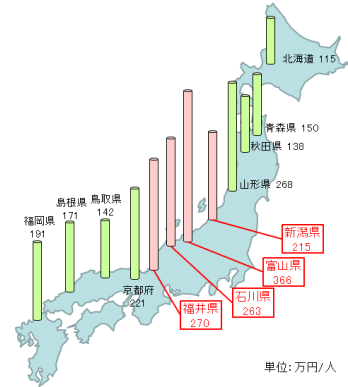 北海道 115
青森県 150
秋田県 138
山形県 268
鳥取県
142
島根県
171
福岡県
191
新潟県
215
富山県
366
京都府
221
石川県
263
福井県
270
単位:万円/人